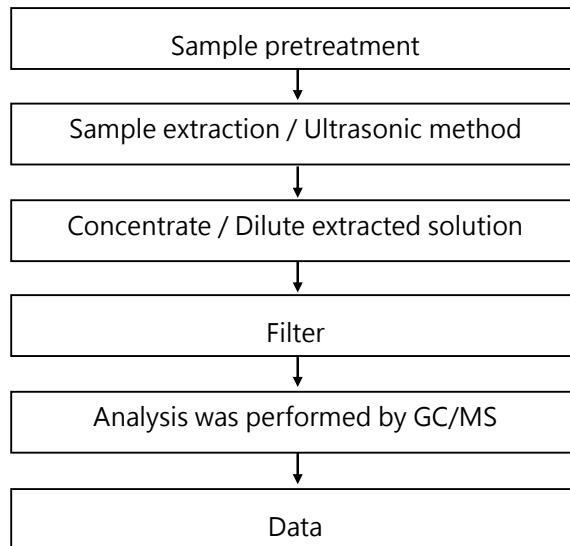 Sample pretreatment
Sample extraction / Ultrasonic method
Concentrate / Dilute extracted solution
Filter
Analysis was performed by GC/MS
Data